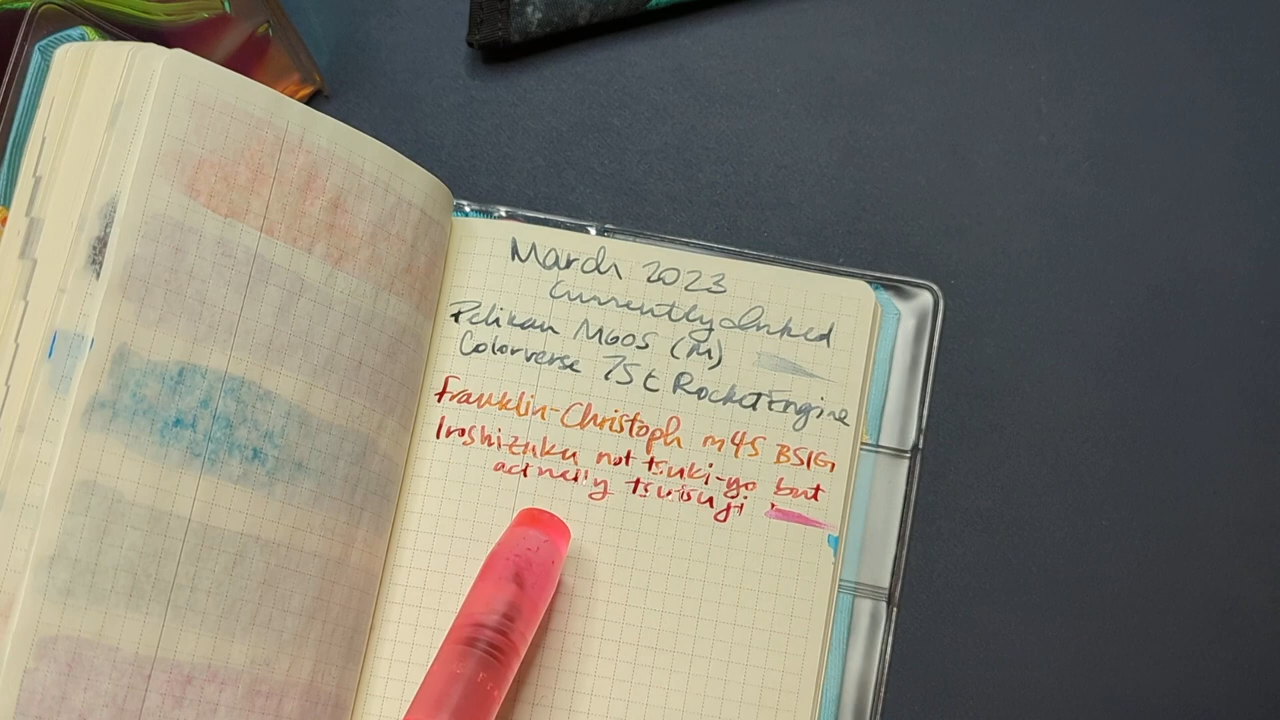 March 2023
Currently Inked
Pelikan M605 (M)
Colorverse 75t Rocket Engine
Franklin-Christoph m45 BSIG
Iroshizuku not tsuki-yo but
actually tsutsuji